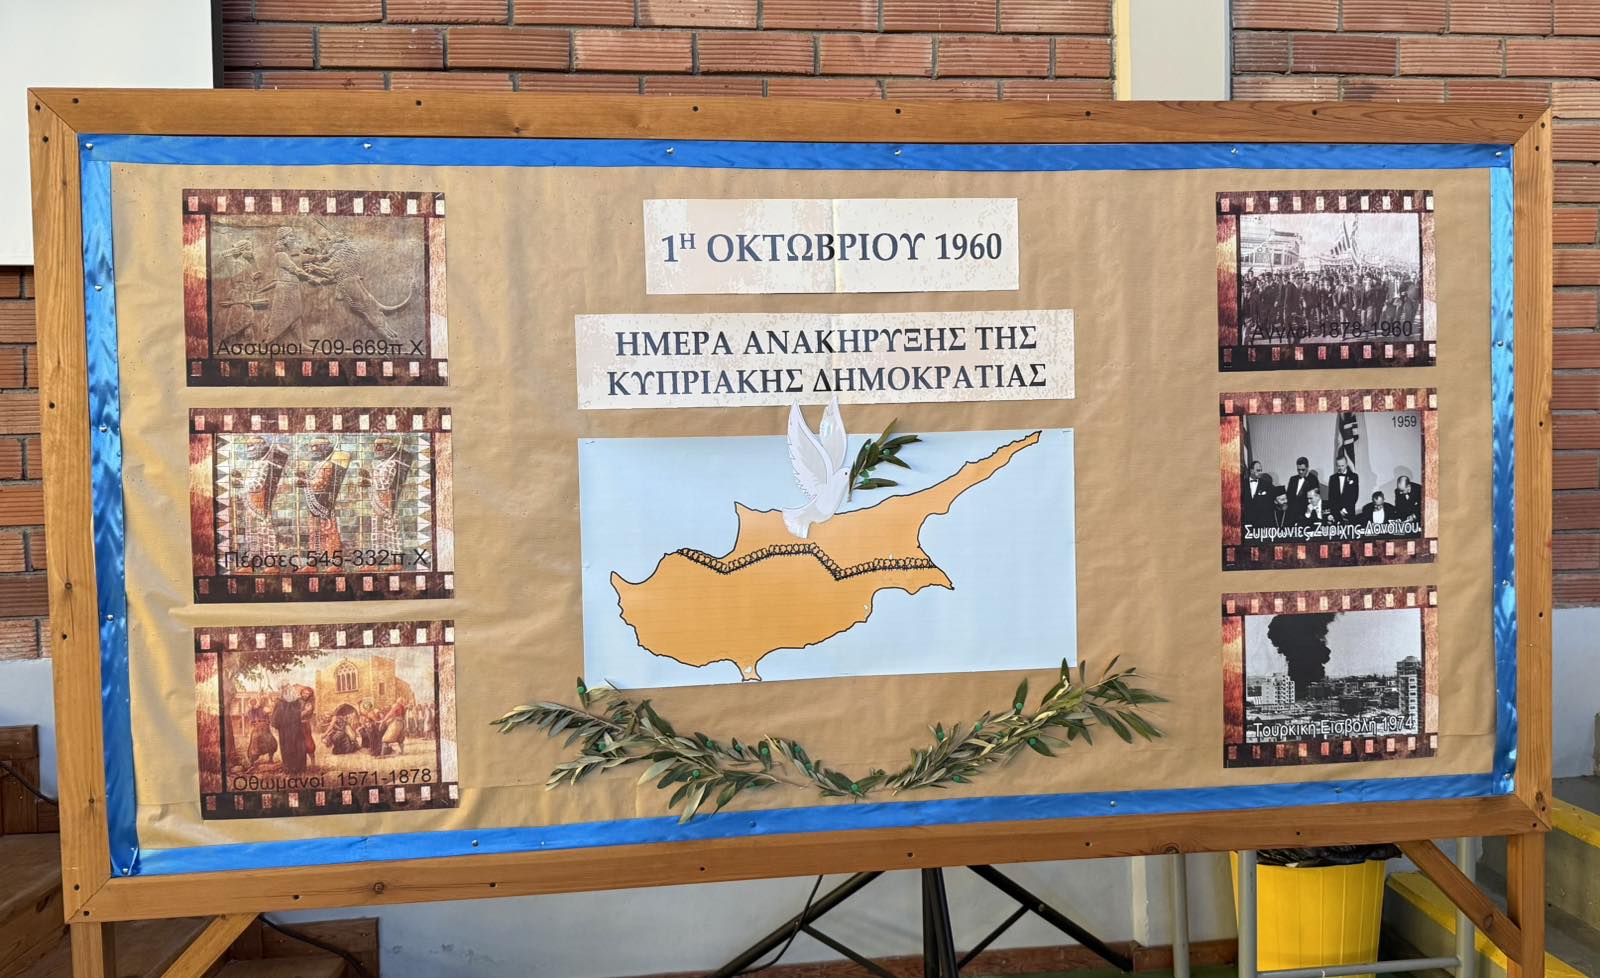 1Η ΟΚΤΩΒΡΙΟΥ 1960
ΗΜΕΡΑ ΑΝΑΚΗΡΥΞΗΣ ΤΗΣ
ΚΥΠΡΙΑΚΗΣ ΔΗΜΟΚΡΑΤΙΑΣ
Ασσύριοι 709-669π.Χ
Πέρσες 545-332π.Χ
Οθωμανοί 1571-1878
Άγγλοι 1878-1960
1959
Συμφωνίες Ζυρίχης-Λονδίνου
Τουρκική Εισβολή 1974